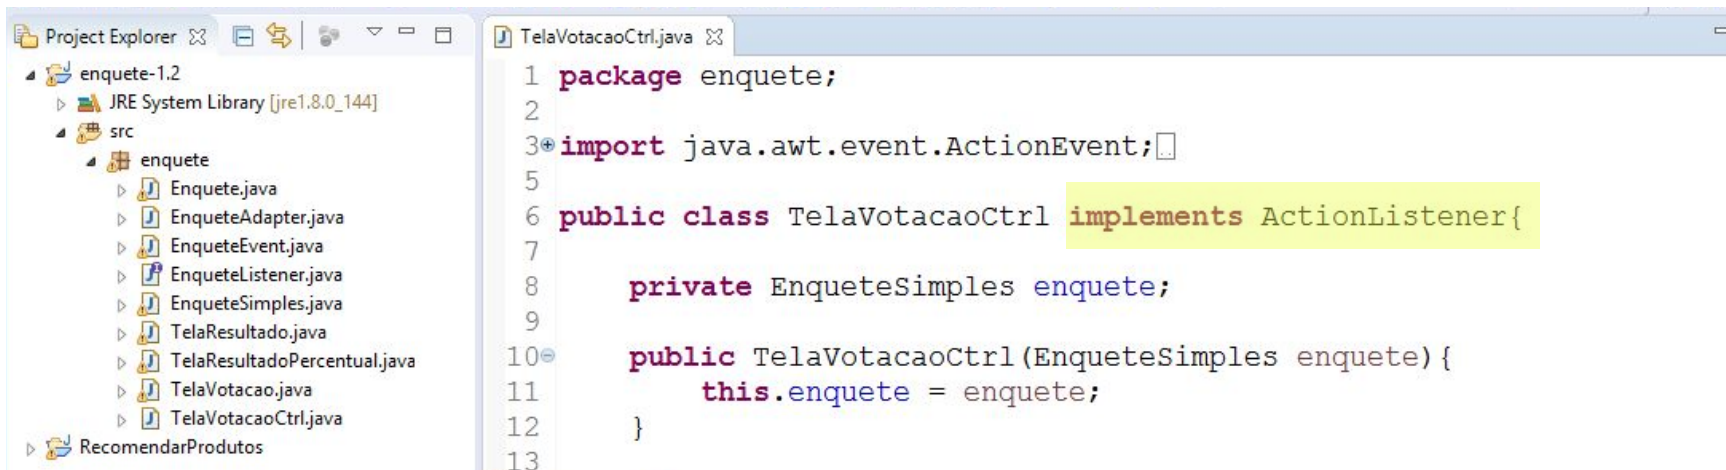 Project Explorer
enquete-1.2
JRE System Library [jre1.8.0_144]
src
enquete
Enquete.java
EnqueteAdapter.java
EnqueteEvent.java
EnqueteListener.java
EnqueteSimples.java
TelaResultado.java
TelaResultadoPercentual.java
TelaVotacao.java
TelaVotacaoCtrl.java
RecomendarProdutos
TelaVotacaoCtrl.java
1 package enquete;
2
3 import java.awt.event.ActionEvent;
5
6 public class TelaVotacaoCtrl implements ActionListener{
7
8 private EnqueteSimples enquete;
9
10 public TelaVotacaoCtrl(EnqueteSimples enquete){
11 this.enquete = enquete;
12 }
13